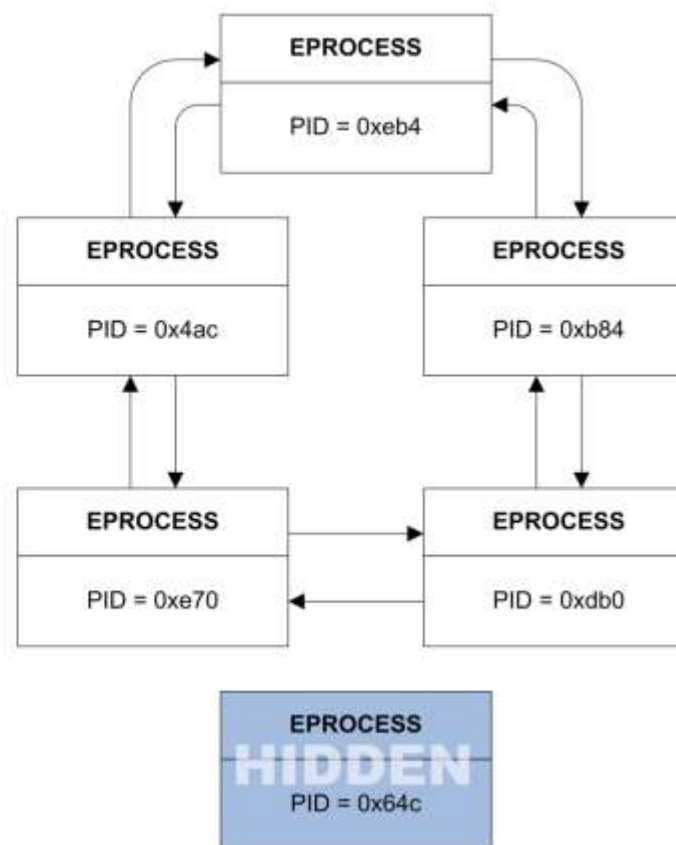 EPROCESS
PID = 0xeb4
EPROCESS
PID = 0x4ac
EPROCESS
PID = 0xb84
EPROCESS
PID = 0xe70
EPROCESS
PID = 0xdb0
EPROCESS
HIDDEN
PID = 0x64c